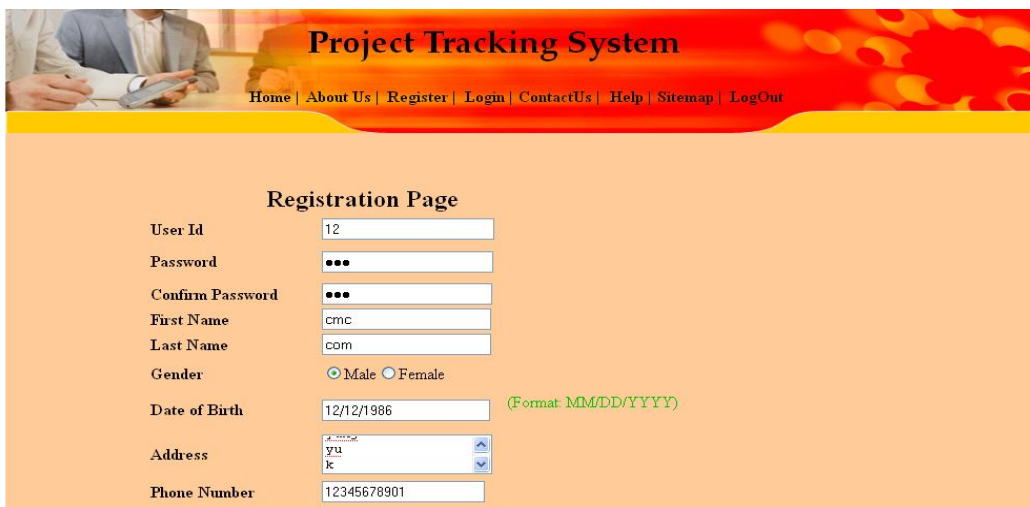 Project Tracking System
Home | About Us | Register | Login | ContactUs | Help | Sitemap | LogOut
Registration Page
User Id 12
Password •••
Confirm Password •••
First Name cmc
Last Name com
Gender Male Female
Date of Birth 12/12/1986 (Format: MM/DD/YYYY)
Address
yu
k
Phone Number 12345678901